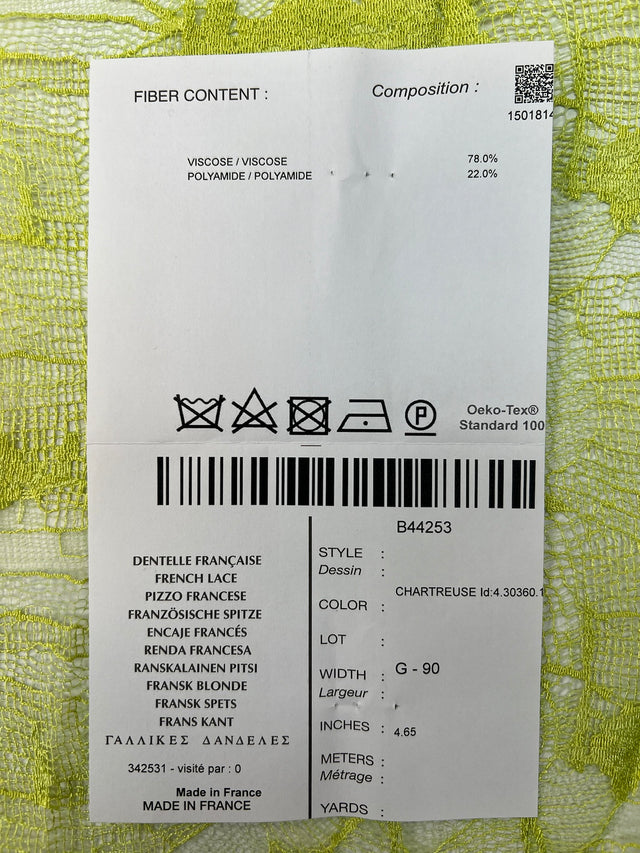 FIBER CONTENT : Composition :
1501814
VISCOSE / VISCOSE 78.0%
POLYAMIDE / POLYAMIDE 22.0%
P
Oeko-Tex®
Standard 100
B44253
DENTELLE FRANÇAISE
FRENCH LACE
PIZZO FRANCESE
FRANZÖSISCHE SPITZE
ENCAJE FRANCÉS
RENDA FRANCESA
RANSKALAINEN PITSI
FRANSK BLONDE
FRANSK SPETS
FRANS KANT
ΓΑΛΛΙΚΕΣ ΔΑΝΔΕΛΕΣ
342531 - visité par : 0
Made in France
MADE IN FRANCE
STYLE :
Dessin :
CHARTREUSE Id:4.30360.1
COLOR :
LOT :
WIDTH : G - 90
Largeur :
INCHES : 4.65
METERS :
Métrage :
YARDS :